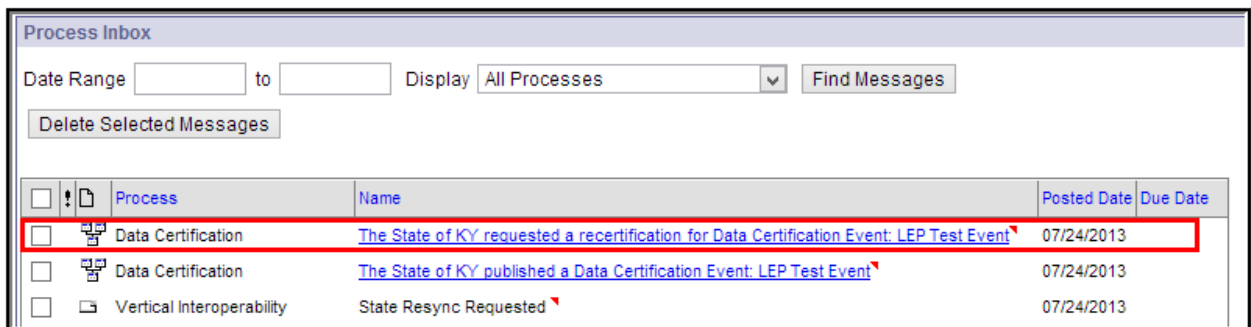 Process Inbox
Date Range to Display All Processes Find Messages
Delete Selected Messages
! Process Name Posted Date Due Date
Data Certification The State of KY requested a recertification for Data Certification Event: LEP Test Event 07/24/2013
Data Certification The State of KY published a Data Certification Event: LEP Test Event 07/24/2013
Vertical Interoperability State Resync Requested 07/24/2013